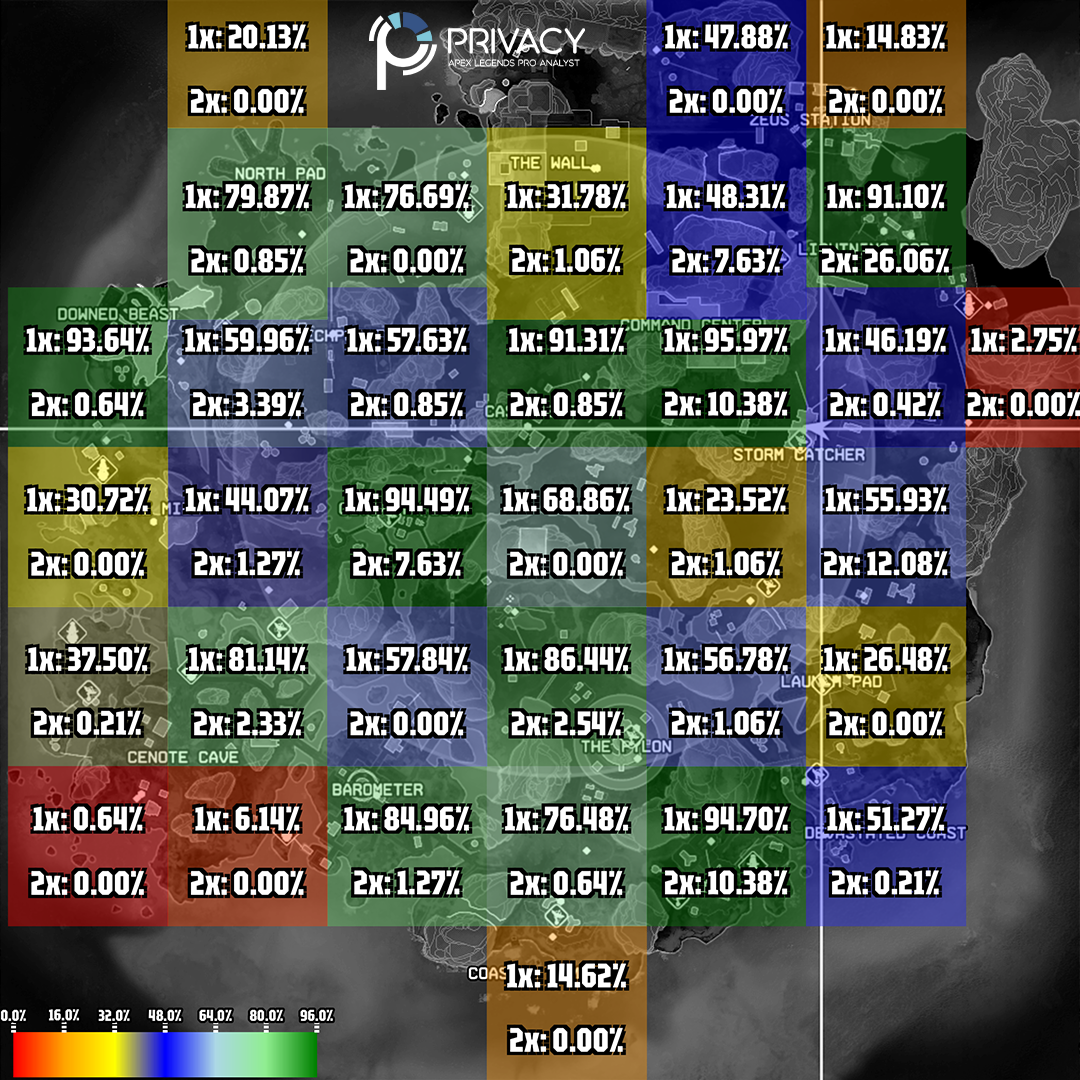 1x: 20.13%
PRIVACY
APEX LEGENDS PRO ANALYST
1x: 47.88%
1x: 14.83%
2x: 0.00%
2x: 0.00%
2x: 0.00%
ZEUS STATION
THE WALL
NORTH PAD
1x: 79.87%
1x: 76.69%
1x: 31.78%
1x: 48.31%
1x: 91.10%
2x: 0.85%
2x: 0.00%
2x: 1.06%
2x: 7.63%
2x: 26.06%
DOWNED BEAST
COMMAND CENTER
1x: 93.64%
1x: 59.96%
1x: 57.63%
1x: 91.31%
1x: 95.97%
1x: 46.19%
1x: 2.75%
2x: 0.64%
2x: 3.39%
2x: 0.85%
2x: 0.85%
2x: 10.38%
2x: 0.42%
2x: 0.00%
STORM CATCHER
1x: 30.72%
1x: 44.07%
1x: 94.49%
1x: 68.86%
1x: 23.52%
1x: 55.93%
2x: 0.00%
2x: 1.27%
2x: 7.63%
2x: 0.00%
2x: 1.06%
2x: 12.08%
1x: 37.50%
1x: 81.14%
1x: 57.84%
1x: 86.44%
1x: 56.78%
1x: 26.48%
LAUNCH PAD
2x: 0.21%
2x: 2.33%
2x: 0.00%
2x: 2.54%
2x: 1.06%
2x: 0.00%
THE PYLON
CENOTE CAVE
BAROMETER
1x: 0.64%
1x: 6.14%
1x: 84.96%
1x: 76.48%
1x: 94.70%
1x: 51.27%
DEVASTATED COAST
2x: 0.00%
2x: 0.00%
2x: 1.27%
2x: 0.64%
2x: 10.38%
2x: 0.21%
1x: 14.62%
2x: 0.00%
0.0% 16.0% 32.0% 48.0% 64.0% 80.0% 96.0%